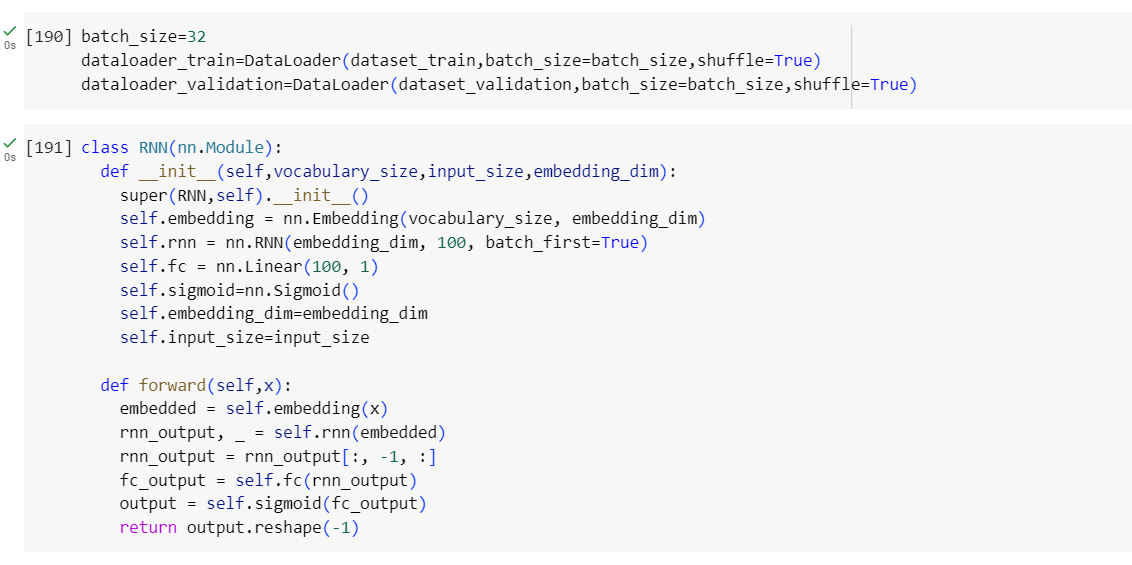 [190] batch_size=32
0s
dataloader_train=DataLoader(dataset_train,batch_size=batch_size,shuffle=True)
dataloader_validation=DataLoader(dataset_validation,batch_size=batch_size,shuffle=True)
[191] class RNN(nn.Module):
0s
def __init__(self,vocabulary_size,input_size,embedding_dim):
super(RNN,self).__init__()
self.embedding = nn.Embedding(vocabulary_size, embedding_dim)
self.rnn = nn.RNN(embedding_dim, 100, batch_first=True)
self.fc = nn.Linear(100, 1)
self.sigmoid=nn.Sigmoid()
self.embedding_dim=embedding_dim
self.input_size=input_size
def forward(self,x):
embedded = self.embedding(x)
rnn_output, _ = self.rnn(embedded)
rnn_output = rnn_output[:, -1, :]
fc_output = self.fc(rnn_output)
output = self.sigmoid(fc_output)
return output.reshape(-1)